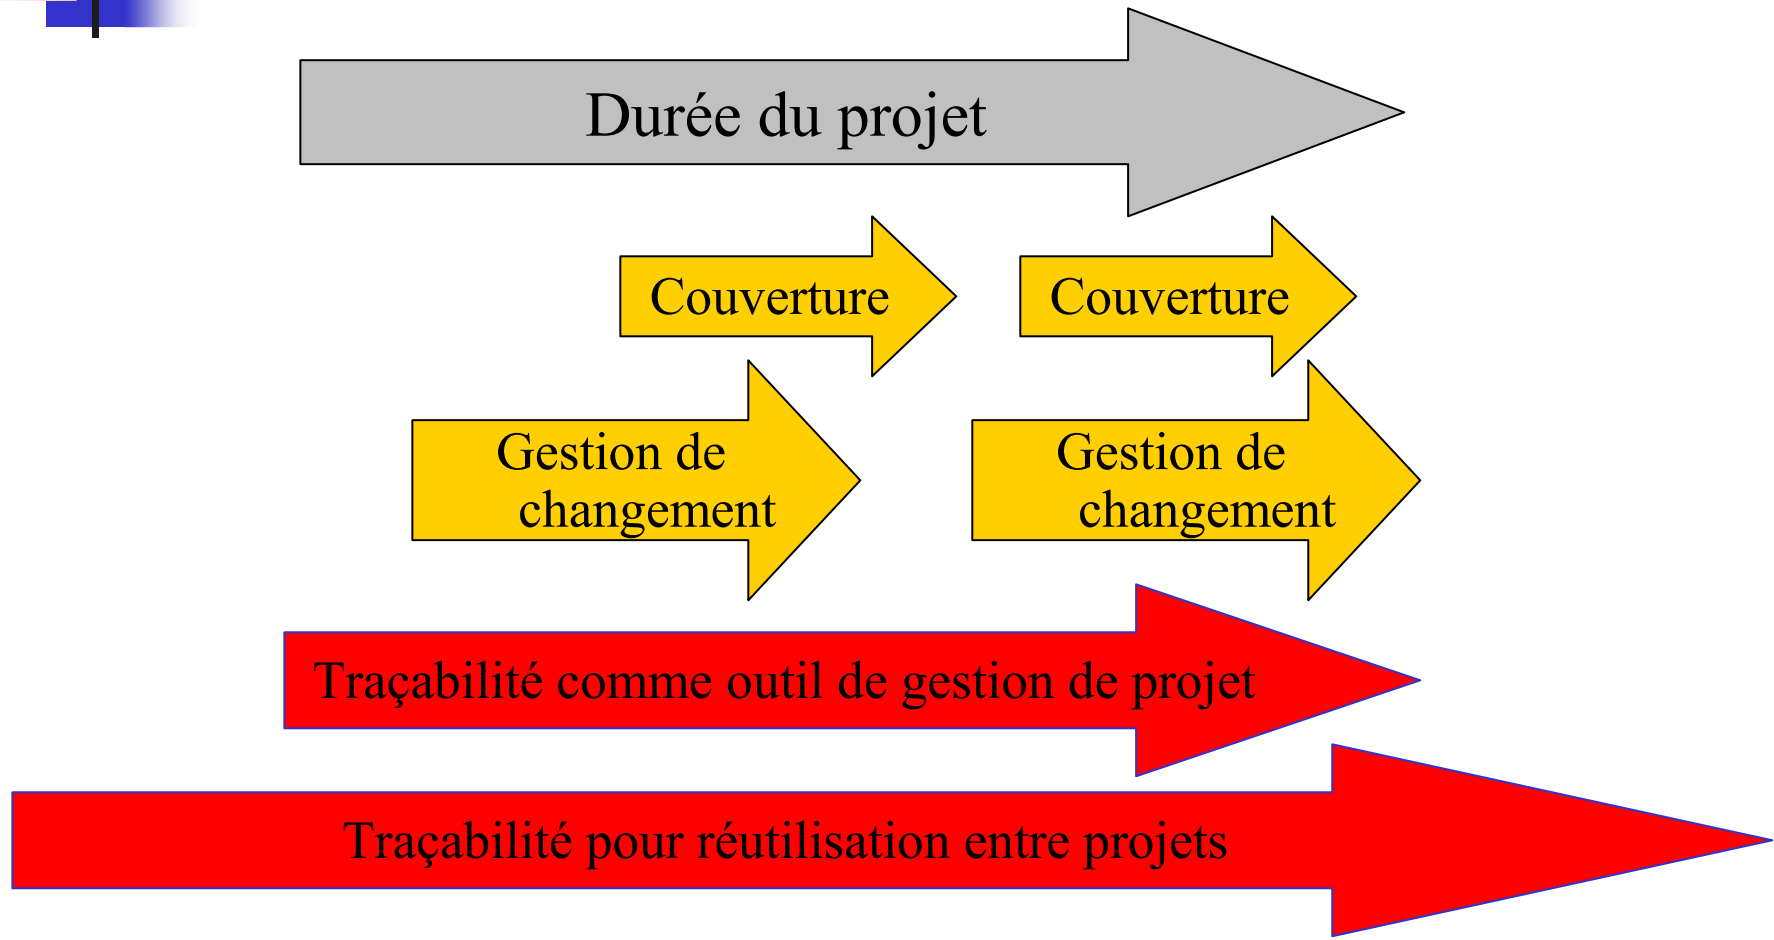 Durée du projet
Couverture
Couverture
Gestion de
changement
Gestion de
changement
Traçabilité comme outil de gestion de projet
Traçabilité pour réutilisation entre projets